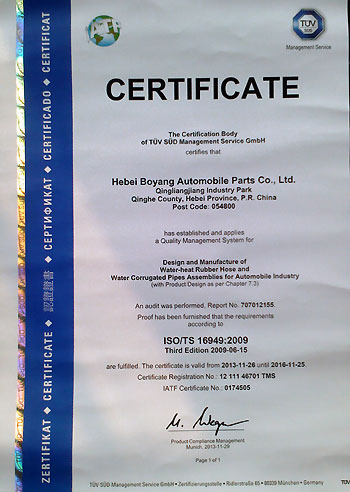 TÜV
SÜD
Management Service
CERTIFICATE
The Certification Body
of TÜV SÜD Management Service GmbH
certifies that
Hebei Boyang Automobile Parts Co., Ltd.
Qingliangjiang Industry Park
Qinghe County, Hebei Province, P.R. China
Post Code: 054800
has established and applies
a Quality Management System for
Design and Manufacture of
Water-heat Rubber Hose and
Water Corrugated Pipes Assemblies for Automobile Industry
(with Product Design as per Chapter 7.3)
An audit was performed, Report No. 707012155.
Proof has been furnished that the requirements
according to
ISO/TS 16949:2009
Third Edition 2009-06-15
are fulfilled. The certificate is valid from 2013-11-26 until 2016-11-25.
Certificate Registration No.: 12 111 46701 TMS
IATF Certificate No.: 0174505
Product Compliance Management
Munich, 2013-11-29
Page 1 of 1
TÜV SÜD Management Service GmbH • Zertifizierungsstelle • Ridlerstraße 65 • 80339 München • Germany
TÜV
ZERTIFIKAT ◆ CERTIFICATE ◆ 認證證書 ◆ СЕРТИФИКАТ ◆ CERTIFICADO ◆ CERTIFICAT